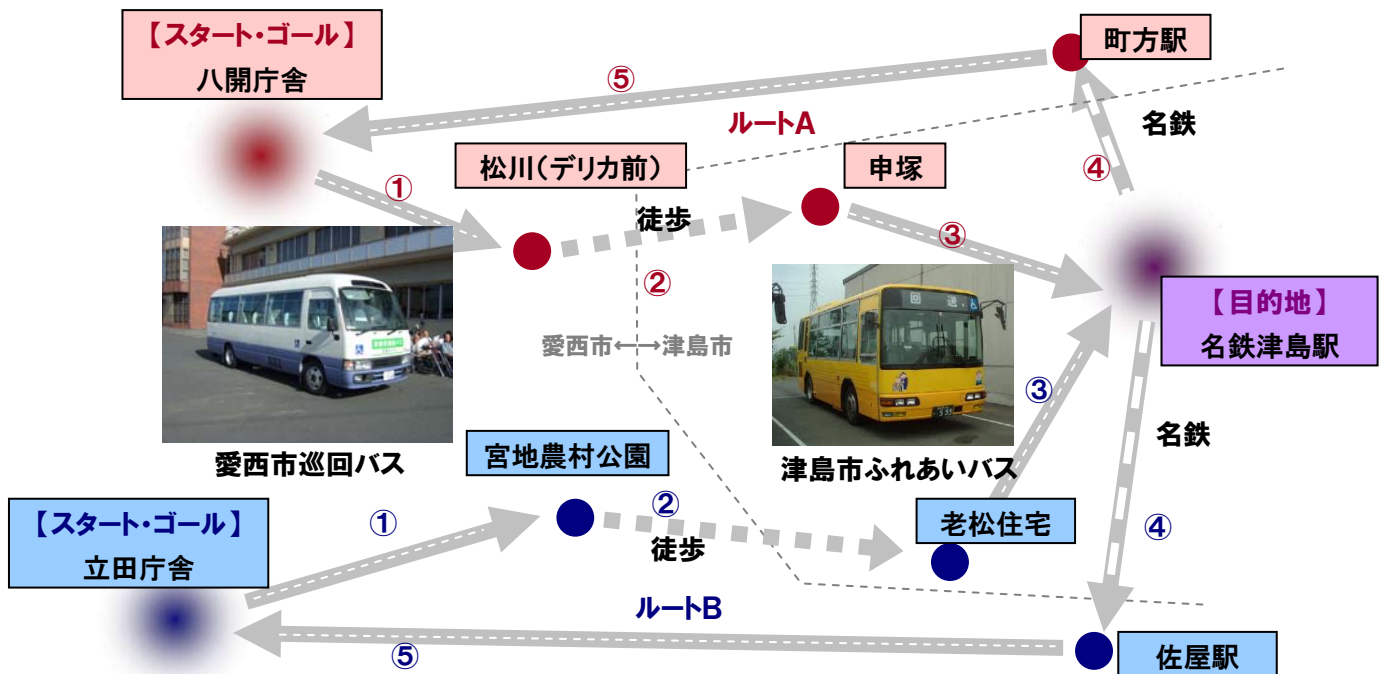 【スタート・ゴール】
八開庁舎
町方駅
⑤
ルートA
名鉄
④
松川(デリカ前)
申塚
①
徒歩
③
②
【目的地】
名鉄津島駅
回送
愛西市←→津島市
③
名鉄
愛西市巡回バス
宮地農村公園
津島市ふれあいバス
【スタート・ゴール】
立田庁舎
①
②
徒歩
老松住宅
④
ルートB
⑤
佐屋駅